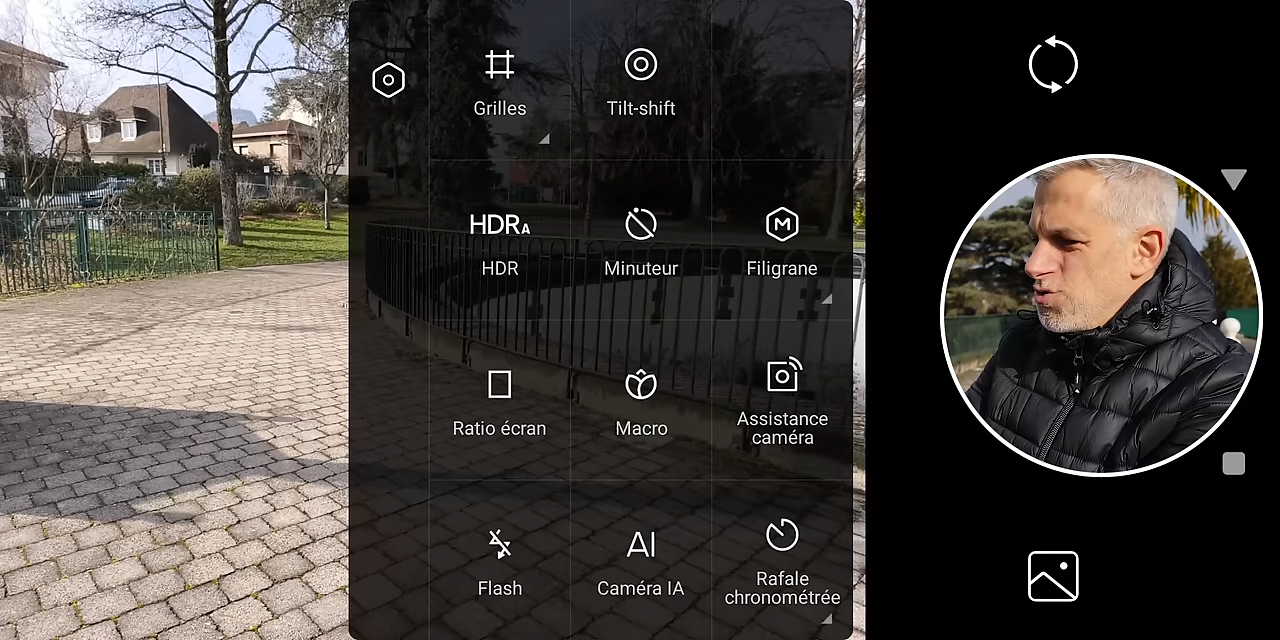 Grilles
Tilt-shift
HDRA
HDR
Minuteur
M
Filigrane
Ratio écran
Macro
Assistance
caméra
Flash
AI
Caméra IA
Rafale
chronométrée